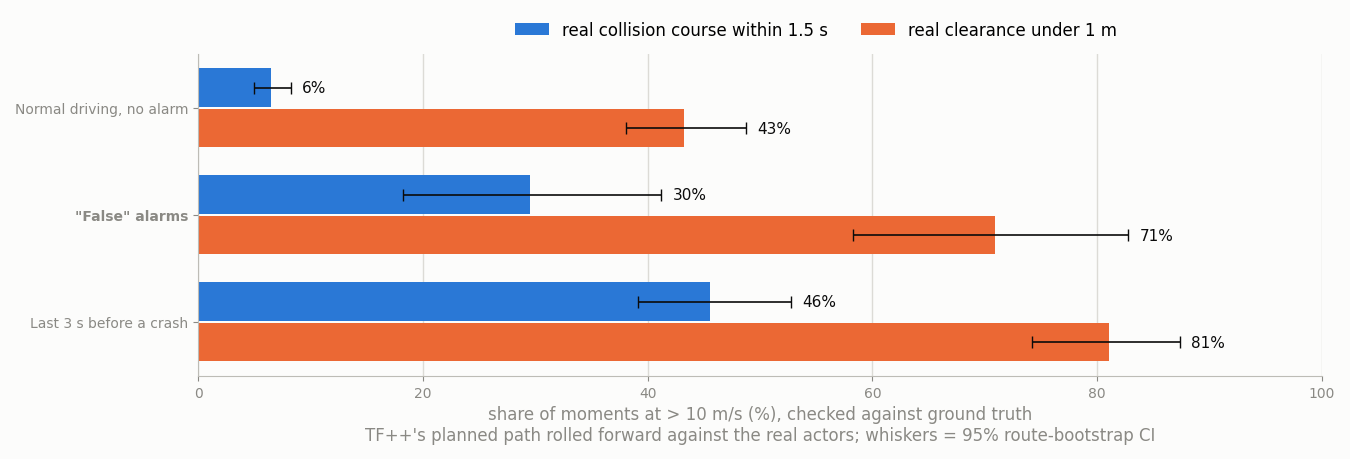 real collision course within 1.5 s
real clearance under 1 m
Normal driving, no alarm
6%
43%
"False" alarms
30%
71%
Last 3 s before a crash
46%
81%
0 20 40 60 80 100
share of moments at > 10 m/s (%), checked against ground truth
TF++'s planned path rolled forward against the real actors; whiskers = 95% route-bootstrap CI